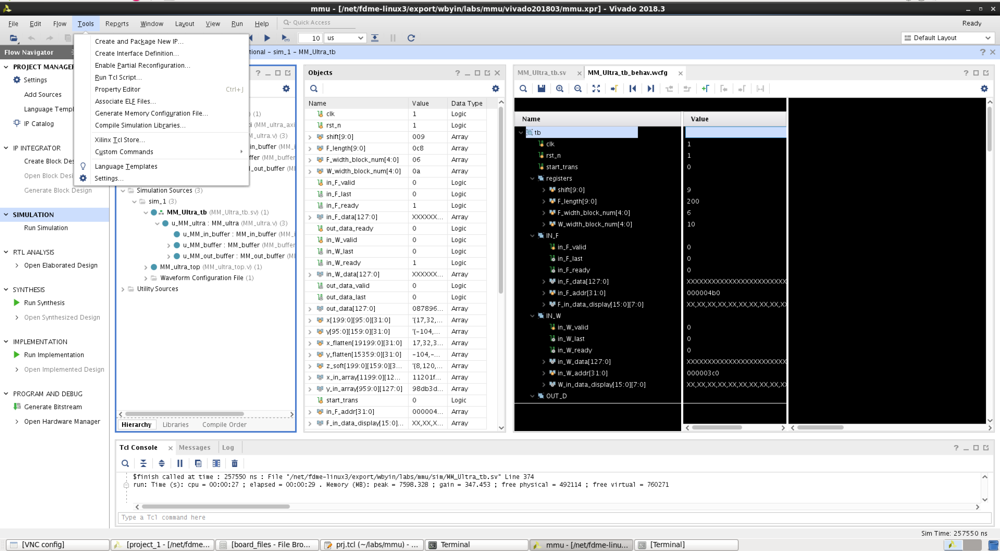 mmu - [/net/fdme-linux3/export/wbyin/labs/mmu/vivado201803/mmu.xpr] - Vivado 2018.3
File Edit Flow Tools Reports Window Layout View Run Help Quick Access Ready
10 us Default Layout
Flow Navigator
tional - sim_1 - MM_Ultra_tb
Create and Package New IP...
Create Interface Definition...
Enable Partial Reconfiguration...
Run Tcl Script...
Property Editor Ctrl+J
Associate ELF Files...
Generate Memory Configuration File...
Compile Simulation Libraries...
Xilinx Tcl Store...
Custom Commands
Language Templates
Settings...
PROJECT MANAGER
Settings
Add Sources
Language Templ
IP Catalog
IP INTEGRATOR
Create Block Des
Open Block Desi
Generate Block Design
SIMULATION
Run Simulation
RTL ANALYSIS
Open Elaborated Design
SYNTHESIS
Run Synthesis
Open Synthesized Design
IMPLEMENTATION
Run Implementation
Open Implemented Design
PROGRAM AND DEBUG
Generate Bitstream
Open Hardware Manager
) (1)
i (MM_ultra_axi
M_ultra.v) (3)
in_buffer (MM_i
ffer (MM_buffer
_out_buffer (M
Simulation Sources (3)
sim_1 (3)
MM_Ultra_tb (MM_Ultra_tb.sv) (1)
u_MM_ultra : MM_ultra (MM_ultra.v) (3)
u_MM_in_buffer : MM_in_buffer (MM_i
u_MM_buffer : MM_buffer (MM_buffer
u_MM_out_buffer : MM_out_buffer (M
MM_ultra_top (MM_ultra_top.v) (1)
Waveform Configuration File (1)
Utility Sources
Hierarchy Libraries Compile Order
Objects
Name Value Data Type
clk 1 Logic
rst_n 1 Logic
shift[9:0] 009 Array
F_length[9:0] 0c8 Array
F_width_block_num[4:0] 06 Array
W_width_block_num[4:0] 0a Array
in_F_valid 0 Logic
in_F_last 0 Logic
in_F_ready 1 Logic
in_F_data[127:0] XXXXXX... Array
out_data_ready 0 Logic
in_W_valid 0 Logic
in_W_last 0 Logic
in_W_ready 1 Logic
in_W_data[127:0] XXXXXX... Array
out_data_valid 0 Logic
out_data_last 0 Logic
out_data[127:0] 087896... Array
x[199:0][95:0][31:0] '{17,32,... Array
y[95:0][159:0][31:0] '{-104,... Array
x_flatten[19199:0][31:0] 17,32,3... Array
y_flatten[15359:0][31:0] -104,-... Array
z_soft[199:0][159:0][3... '{8,120,... Array
x_in_array[1199:0][12... 11201f... Array
y_in_array[959:0][127:0] 98db3d... Array
start_trans 0 Logic
in_F_addr[31:0] 000004... Array
F_in_data_display[15:0]... XX,XX,X... Array
MM_Ultra_tb.sv MM_Ultra_tb_behav.wcfg
Name Value
tb
clk 1
rst_n 1
start_trans 0
registers
shift[9:0] 9
F_length[9:0] 200
F_width_block_num[4:0] 6
W_width_block_num[4:0] 10
IN_F
in_F_valid 0
in_F_last 0
in_F_ready 0
in_F_data[127:0] XXXXXXXXXXXXXXXXXXXXXXXX
in_F_addr[31:0] 000004b0
F_in_data_display[15:0][7:0] XX,XX,XX,XX,XX,XX,XX,XX,XX,XX
IN_W
in_W_valid 0
in_W_last 0
in_W_ready 0
in_W_data[127:0] XXXXXXXXXXXXXXXXXXXXXXXX
in_W_addr[31:0] 000003c0
W_in_data_display[15:0][7:0] XX,XX,XX,XX,XX,XX,XX,XX,XX,XX
OUT_D
Tcl Console Messages Log
$finish called at time : 257550 ns : File "/net/fdme-linux3/export/wbyin/labs/mmu/sim/MM_Ultra_tb.sv" Line 374
run: Time (s): cpu = 00:00:27 ; elapsed = 00:00:29 . Memory (MB): peak = 7598.328 ; gain = 347.453 ; free physical = 492114 ; free virtual = 760271
Type a Tcl command here
Sim Time: 257550 ns
[VNC config] [project_1 - [/net/fdme... [board_files - File Bro... prj.tcl (~/labs/mmu) - ... Terminal mmu - [/net/fdme-linu... [Terminal]